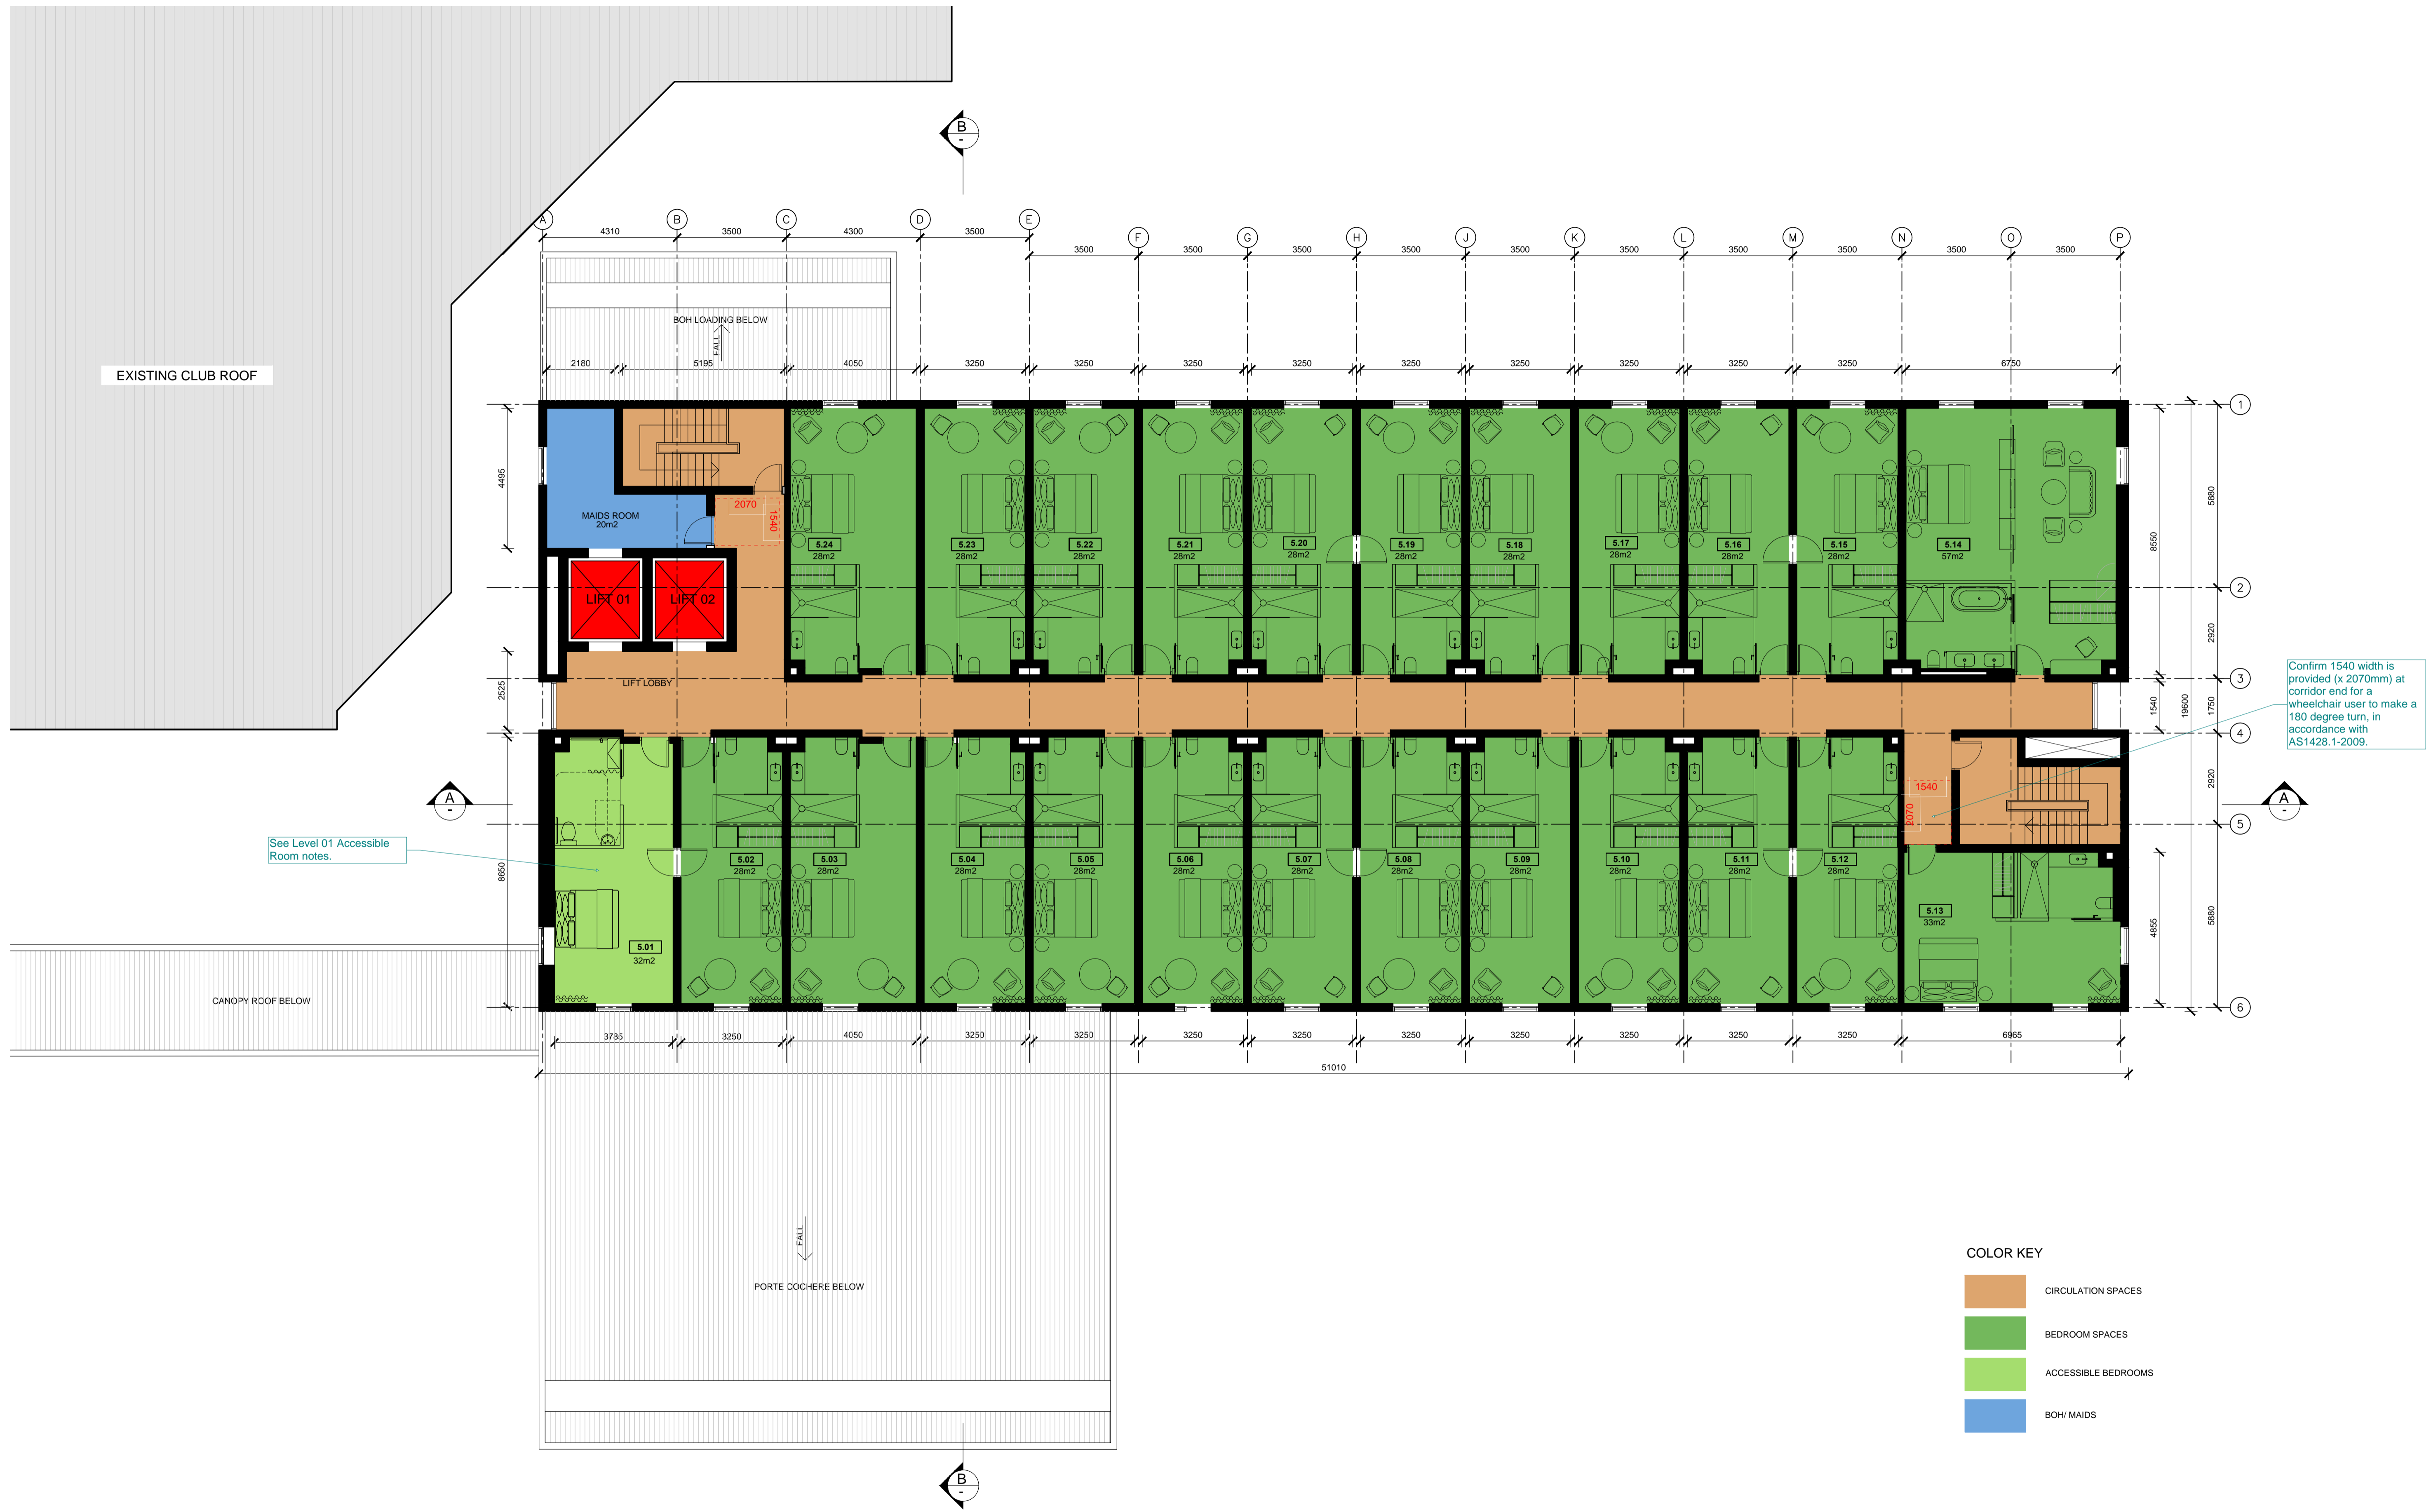 B
-
A
B
C
D
E
4310
3500
4300
3500
F
G
H
J
K
L
M
N
O
P
3500
3500
3500
3500
3500
3500
3500
3500
3500
3500
BOH LOADING BELOW
FALL
EXISTING CLUB ROOF
2180
5195
4050
3250
3250
3250
3250
3250
3250
3250
3250
3250
6750
1
4495
MAIDS ROOM
20m2
2070
1540
5.24
28m2
5.23
28m2
5.22
28m2
5.21
28m2
5.20
28m2
5.19
28m2
5.18
28m2
5.17
28m2
5.16
28m2
5.15
28m2
5.14
57m2
8550
5880
LIFT 01
LIFT 02
2
2920
2525
LIFT LOBBY
3
1540
19600
1750
4
Confirm 1540 width is
provided (x 2070mm) at
corridor end for a
wheelchair user to make a
180 degree turn, in
accordance with
AS1428.1-2009.
A
-
A
-
1540
2070
2920
5
See Level 01 Accessible
Room notes.
8650
5.01
32m2
5.02
28m2
5.03
28m2
5.04
28m2
5.05
28m2
5.06
28m2
5.07
28m2
5.08
28m2
5.09
28m2
5.10
28m2
5.11
28m2
5.12
28m2
5.13
33m2
4855
5880
6
CANOPY ROOF BELOW
3785
3250
4050
3250
3250
3250
3250
3250
3250
3250
3250
3250
6965
51010
FALL
PORTE COCHERE BELOW
COLOR KEY
CIRCULATION SPACES
BEDROOM SPACES
ACCESSIBLE BEDROOMS
BOH/ MAIDS
B
-